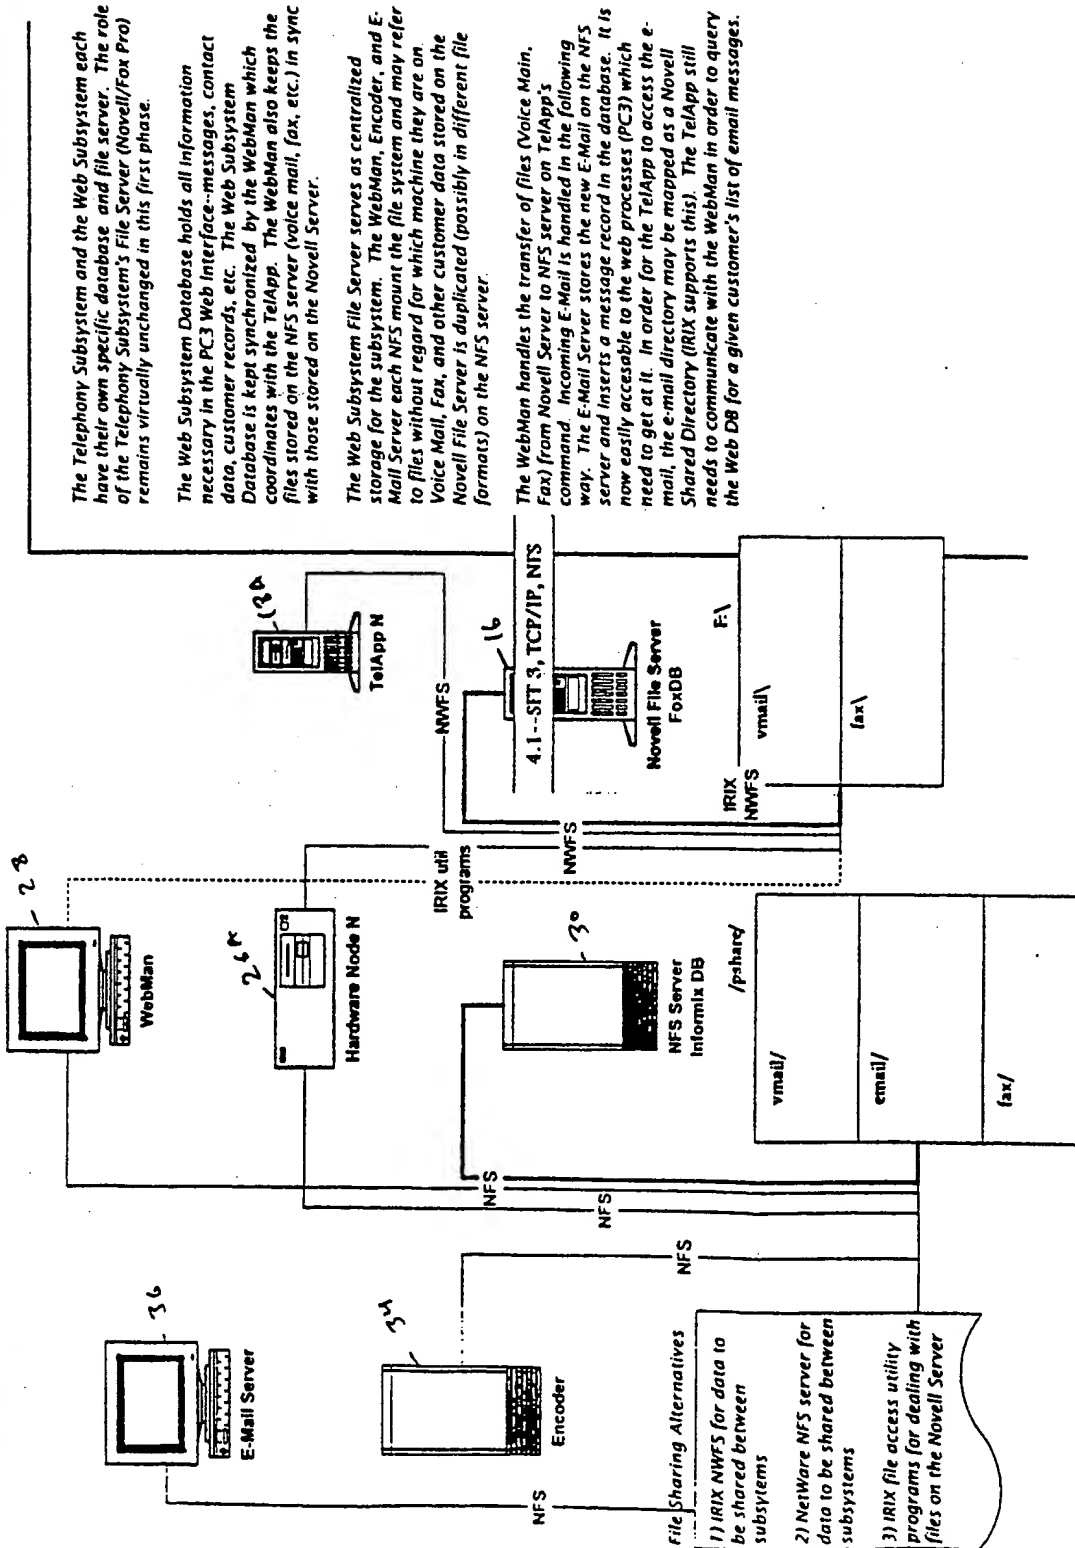 The Telephony Subsystem and the Web Subsystem each
have their own specific database and file server. The role
of the Telephony Subsystem's File Server (Novell/Fox Pro)
remains virtually unchanged in this first phase.
The Web Subsystem Database holds all Information
necessary in the PC3 Web Interface--messages, contact
data, customer records, etc. The Web Subsystem
Database is kept synchronized by the WebMan which
coordinates with the TelApp. The WebMan also keeps the
files stored on the NFS server (voice mail, fax, etc.) in sync
with those stored on the Novell Server.
The Web Subsystem File Server serves as centralized
storage for the subsystem. The WebMan, Encoder, and E-
Mail Server each NFS mount the file system and may refer
to files without regard for which machine they are on.
Voice Mail, Fax, and other customer data stored on the
Novell File Server is duplicated (possibly in different file
formats) on the NFS server.
The WebMan handles the transfer of files (Voice Main,
Fax) from Novell Server to NFS server on TelApp's
command. Incoming E-Mail is handled in the following
way. The E-Mail Server stores the new E-Mail on the NFS
server and inserts a message record in the database. It is
now easily accesable to the web processes (PC3) which
need to get at it. In order for the TelApp to access the e-
mail, the e-mail directory may be mapped as a Novell
Shared Directory (IRIX supports this). The TelApp still
needs to communicate with the WebMan in order to query
the Web DB for a given customer's list of email messages.
28
WebMan
18A
TelApp N
26A
Hardware Node N
IRIX util
programs
NWFS
16
4.1--SFT 3, TCP/IP, NFS
Novell File Server
FoxDB
NWFS
IRIX
NWFS
F:\
vmail\
fax\
36
E-Mail Server
34
Encoder
30
NFS Server
Informix DB
NFS
NFS
NFS
NFS
/pshare/
vmail/
email/
fax/
File Sharing Alternatives
1) IRIX NWFS for data to
be shared between
subsytems
2) NetWare NFS server for
data to be shared between
subsystems
3) IRIX file access utility
programs for dealing with
files on the Novell Server